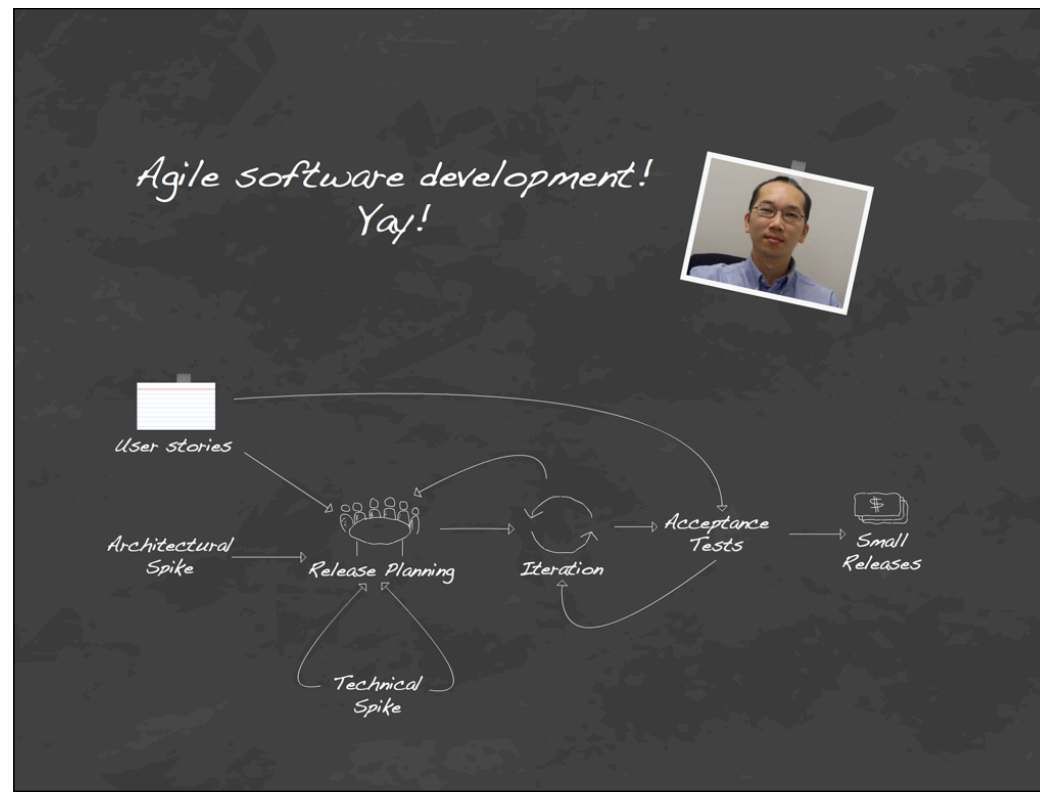 Agile software development!
Yay!
User stories
Architectural
Spike
Release Planning
Iteration
Acceptance
Tests
$
Small
Releases
Technical
Spike